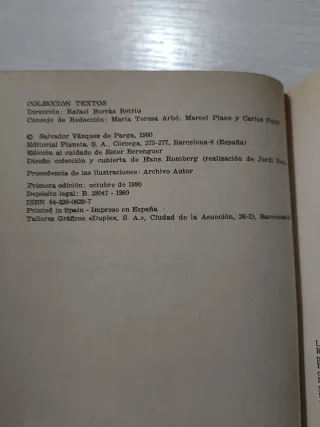 COLECCION TEXTOS
Dirección: Rafael Borrás Betriu
Consejo de Redacción: María Teresa Arbó, Marcel Plans y Carlos
© Salvador Vázquez de Parga, 1980
Editorial Planeta, S. A., Córcega, 273-277, Barcelona-8 (España)
Edición al cuidado de Ester Berenguer
Diseño colección y cubierta de Hans Romberg (realización de Jordi
Procedencia de las ilustraciones: Archivo Autor
Primera edición: octubre de 1980
Depósito legal: B. 28047 - 1980
ISBN 84-320-0629-7
Printed in Spain - Impreso en España
Talleres Gráficos «Duplex, S. A.», Ciudad de la Asunción, 26-D, Barcelona